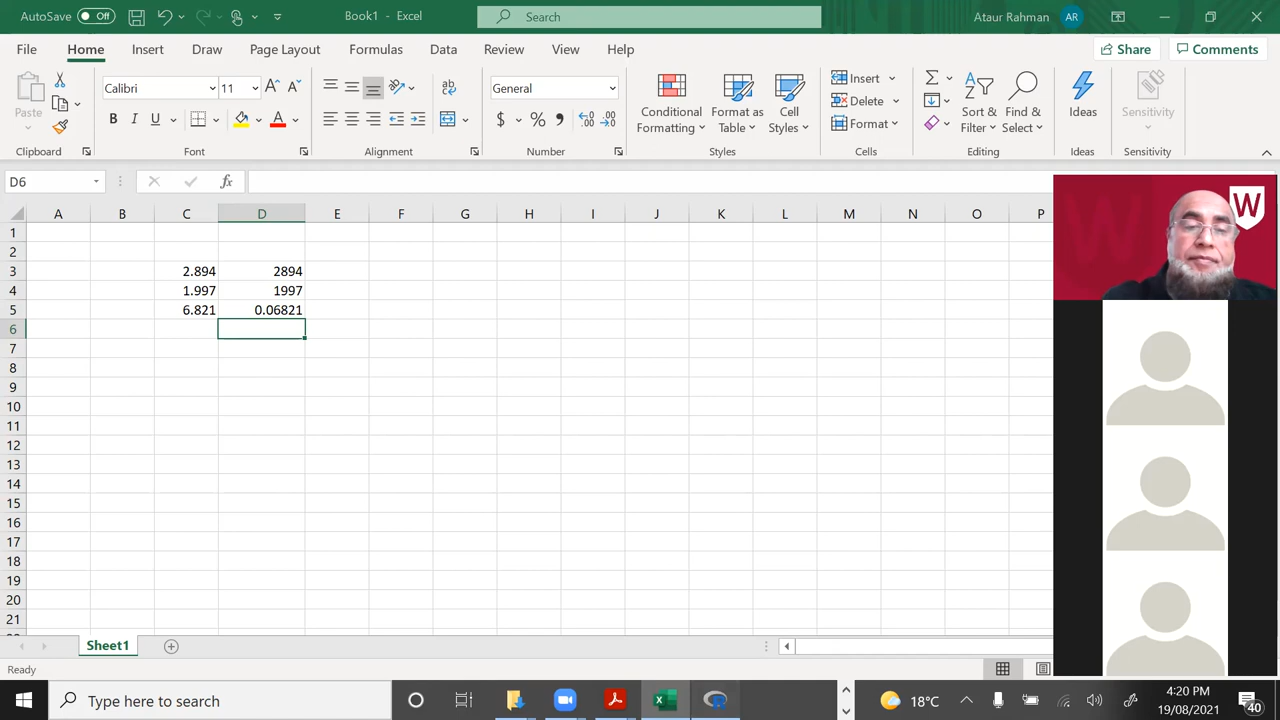 AutoSave Off Book1 - Excel Search Ataur Rahman AR
File Home Insert Draw Page Layout Formulas Data Review View Help Share Comments
Paste Calibri 11 General Conditional Formatting Format as Table Cell Styles Insert Delete Format Sort & Filter Find & Select Ideas Sensitivity
B I U A $ % 9
Clipboard Font Alignment Number Styles Cells Editing Ideas Sensitivity
D6 fx
A B C D E F G H I J K L M N O P
1
2
3 2.894 2894
4 1.997 1997
5 6.821 0.06821
6
7
8
9
10
11
12
13
14
15
16
17
18
19
20
21
W
Sheet1
Ready
Type here to search 18°C 4:20 PM
19/08/2021
40